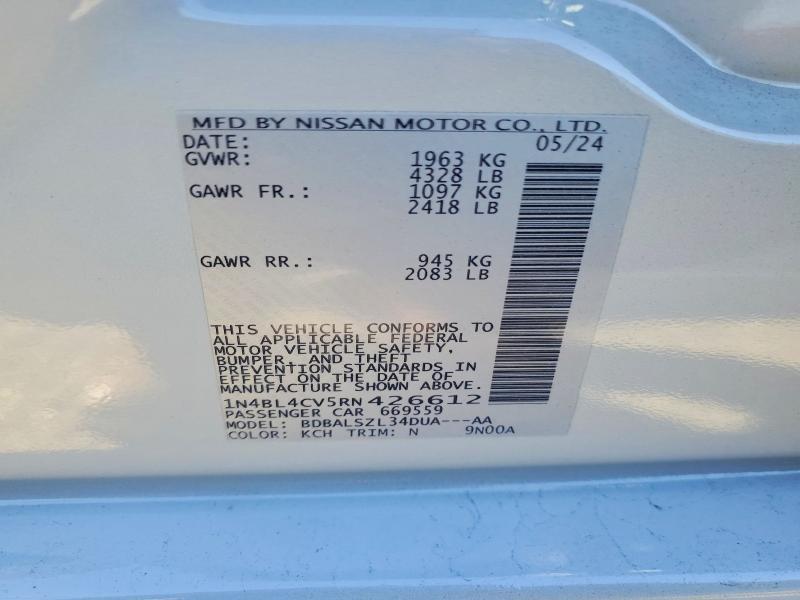 MFD BY NISSAN MOTOR CO., LTD.
DATE: 05/24
GVWR: 1963 KG
4328 LB
GAWR FR.: 1097 KG
2418 LB
GAWR RR.: 945 KG
2083 LB
THIS VEHICLE CONFORMS TO
ALL APPLICABLE FEDERAL
MOTOR VEHICLE SAFETY,
BUMPER, AND THEFT
PREVENTION STANDARDS IN
EFFECT ON THE DATE OF
MANUFACTURE SHOWN ABOVE.
1N4BL4CV5RN426612
PASSENGER CAR 669559
MODEL: BDBALSZL34DUA---AA
COLOR: KCH TRIM: N 9N00A